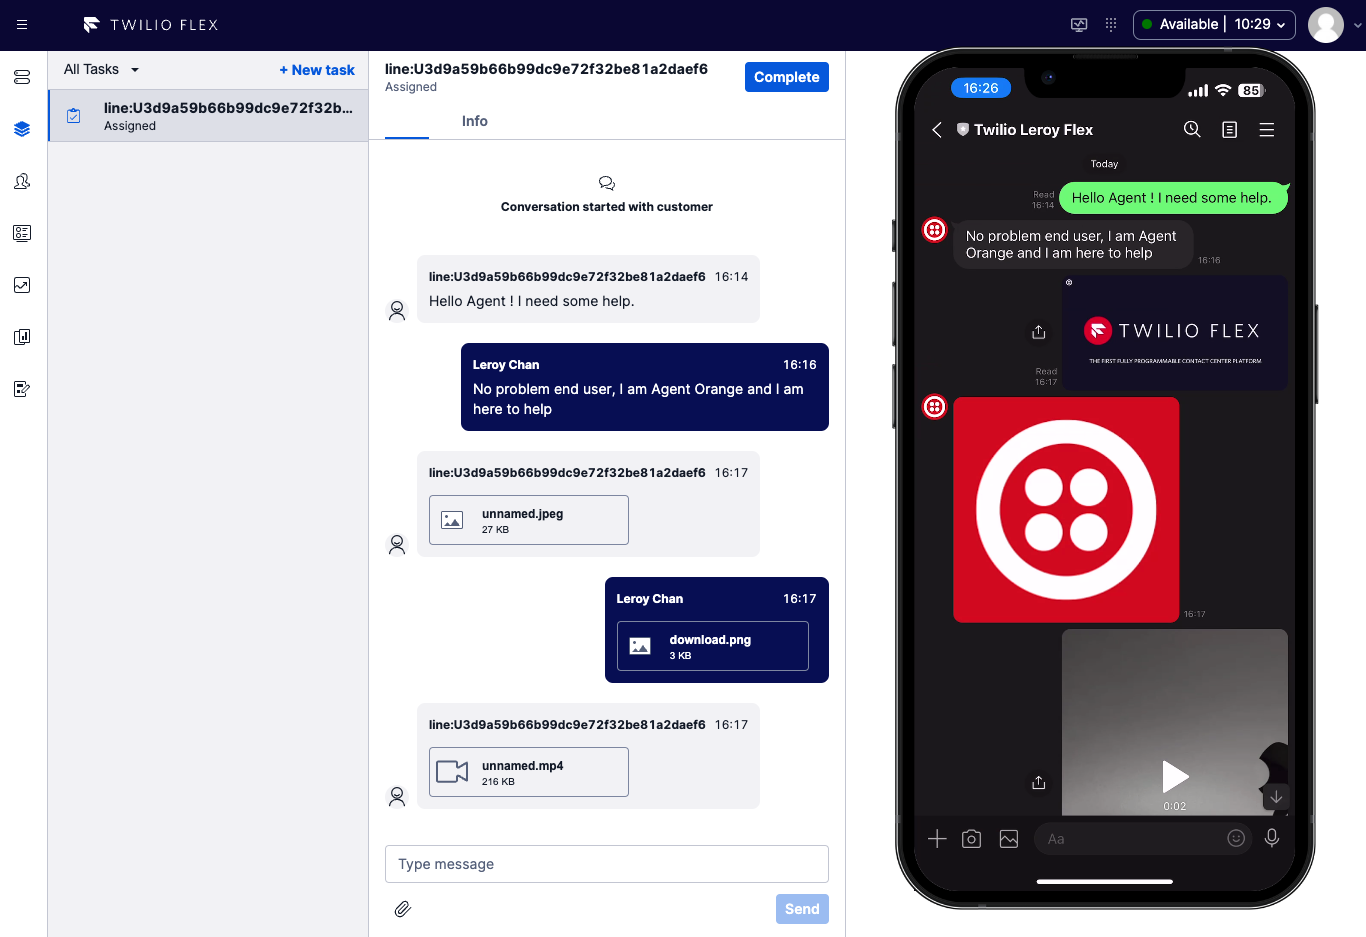 TWILIO FLEX
Available | 10:29
All Tasks
+ New task
line:U3d9a59b66b99dc9e72f32b...
Assigned
line:U3d9a59b66b99dc9e72f32be81a2daef6
Assigned
Complete
Info
Conversation started with customer
line:U3d9a59b66b99dc9e72f32be81a2daef6 16:14
Hello Agent ! I need some help.
Leroy Chan 16:16
No problem end user, I am Agent Orange and I am
here to help
line:U3d9a59b66b99dc9e72f32be81a2daef6 16:17
unnamed.jpeg
27 KB
Leroy Chan 16:17
download.png
3 KB
line:U3d9a59b66b99dc9e72f32be81a2daef6 16:17
unnamed.mp4
216 KB
Type message
Send
16:26
85
Twilio Leroy Flex
Today
Read
16:14
Hello Agent ! I need some help.
No problem end user, I am Agent
Orange and I am here to help
16:16
TWILIO FLEX
THE FIRST FULLY PROGRAMMABLE CONTACT CENTER PLATFORM
Read
16:17
16:17
0:02
Aa